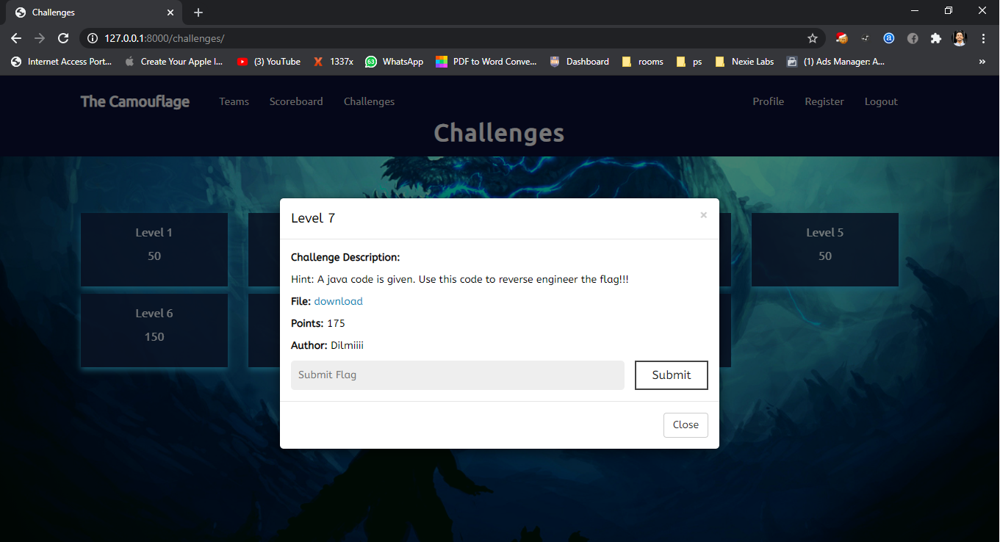 Challenges
127.0.0.1:8000/challenges/
Internet Access Port... Create Your Apple I... (3) YouTube 1337x 63 WhatsApp PDF to Word Conve... Dashboard rooms ps Nexie Labs (1) Ads Manager: A... »
The Camouflage Teams Scoreboard Challenges Profile Register Logout
Challenges
Level 7 ×
Challenge Description:
Hint: A java code is given. Use this code to reverse engineer the flag!!!
File: download
Points: 175
Author: Dilmiiii
Submit Flag Submit
Close
Level 1
50
Level 5
50
Level 6
150